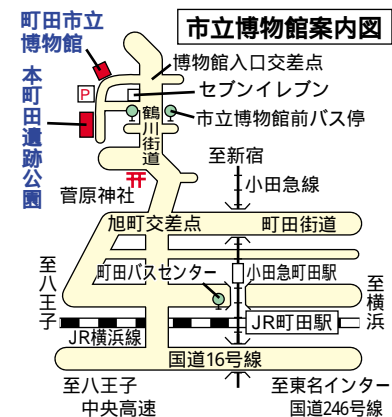 町田市立
博物館
市立博物館案内図
博物館入口交差点
P
セブンイレブン
本町田遺跡公園
鶴川街道
市立博物館前バス停
至新宿
小田急線
菅原神社
旭町交差点
町田街道
至八王子
町田バスセンター
小田急町田駅
至横浜
JR町田駅
JR横浜線
国道16号線
至八王子
中央高速
至東名インター
国道246号線